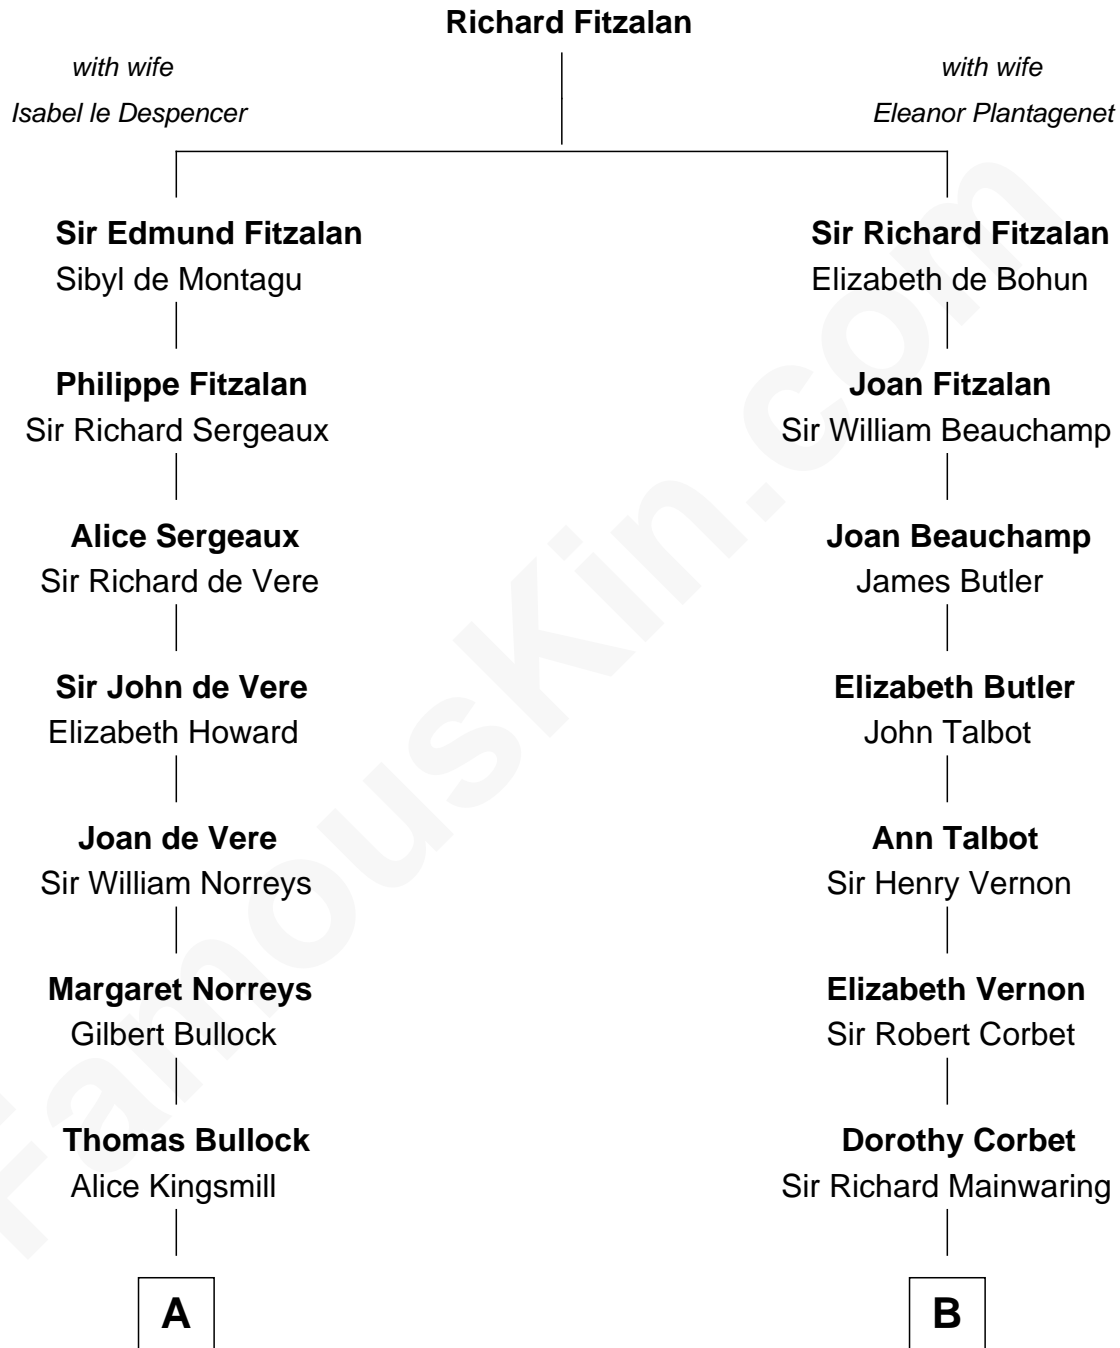 Richard Fitzalan
with wife
Isabel le Despencer
with wife
Eleanor Plantagenet
Sir Edmund Fitzalan
Sibyl de Montagu
Philippe Fitzalan
Sir Richard Sergeaux
Alice Sergeaux
Sir Richard de Vere
Sir John de Vere
Elizabeth Howard
Joan de Vere
Sir William Norreys
Margaret Norreys
Gilbert Bullock
Thomas Bullock
Alice Kingsmill
A
Sir Richard Fitzalan
Elizabeth de Bohun
Joan Fitzalan
Sir William Beauchamp
Joan Beauchamp
James Butler
Elizabeth Butler
John Talbot
Ann Talbot
Sir Henry Vernon
Elizabeth Vernon
Sir Robert Corbet
Dorothy Corbet
Sir Richard Mainwaring
B
FamousKin.com